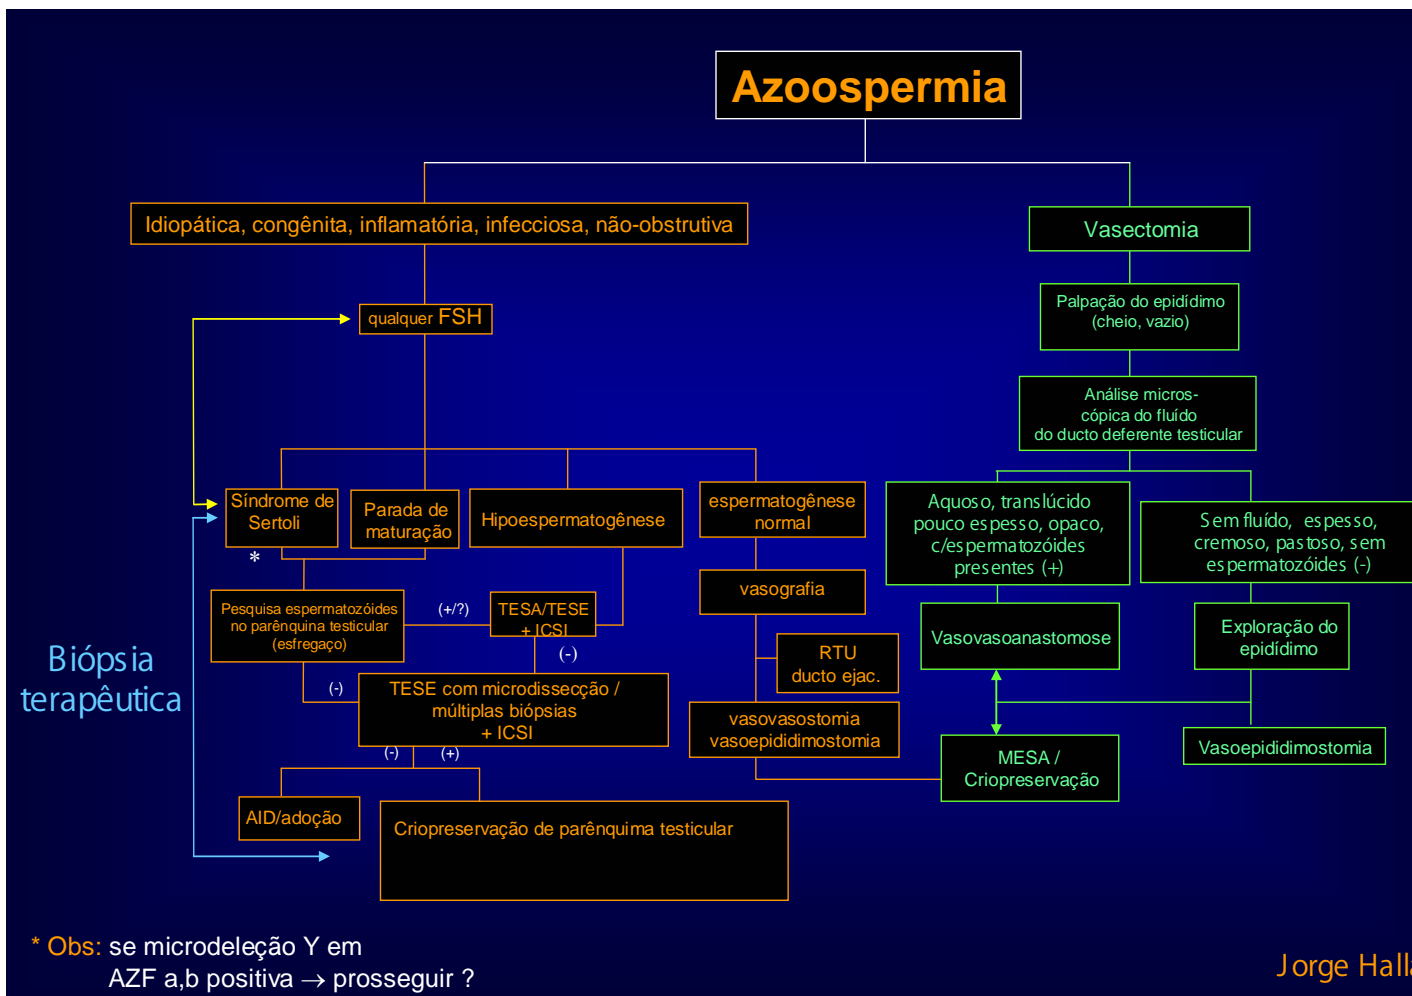 Azoospermia
Idiopática, congênita, inflamatória, infecciosa, não-obstrutiva
Vasectomia
qualquer FSH
Palpação do epidídimo
(cheio, vazio)
Análise micros-
cópica do fluído
do ducto deferente testicular
Síndrome de
Sertoli
*
Parada de
maturação
Hipoespermatogênese
espermatogênese
normal
Aquoso, translúcido
pouco espesso, opaco,
c/espermatozóides
presentes (+)
Sem fluído, espesso,
cremoso, pastoso, sem
espermatozóides (-)
Pesquisa espermatozóides
no parênquina testicular
(esfregaço)
(+/?)
TESA/TESE
+ ICSI
vasografia
Vasovasoanastomose
Exploração do
epidídimo
Biópsia
terapêutica
(-)
(-)
RTU
ducto ejac.
TESE com microdissecção /
múltiplas biópsias
+ ICSI
vasovasostomia
vasoepididimostomia
MESA /
Criopreservação
Vasoepididimostomia
(-)
(+)
AID/adoção
Criopreservação de parênquima testicular
* Obs: se microdeleção Y em
AZF a,b positiva → prosseguir ?
Jorge